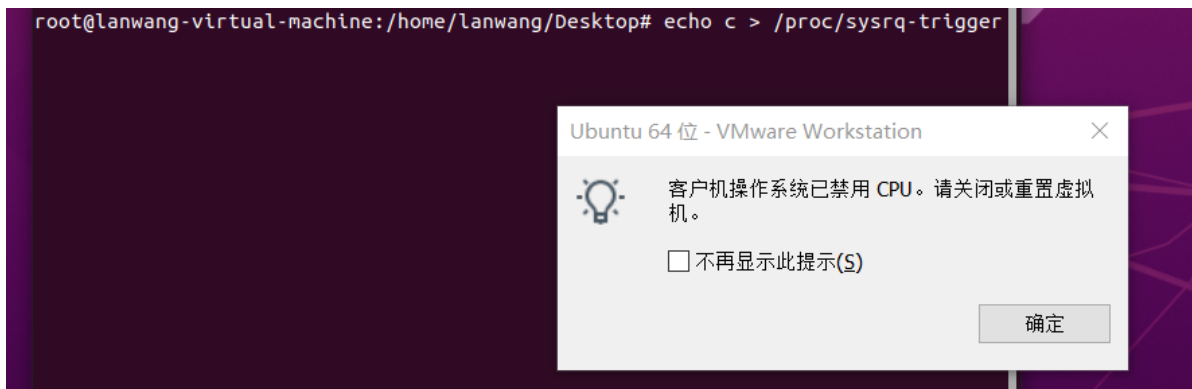 root@lanwang-virtual-machine:/home/lanwang/Desktop# echo c > /proc/sysrq-trigger
Ubuntu 64 位 - VMware Workstation
客户机操作系统已禁用 CPU。请关闭或重置虚拟
机。
不再显示此提示(S)
确定